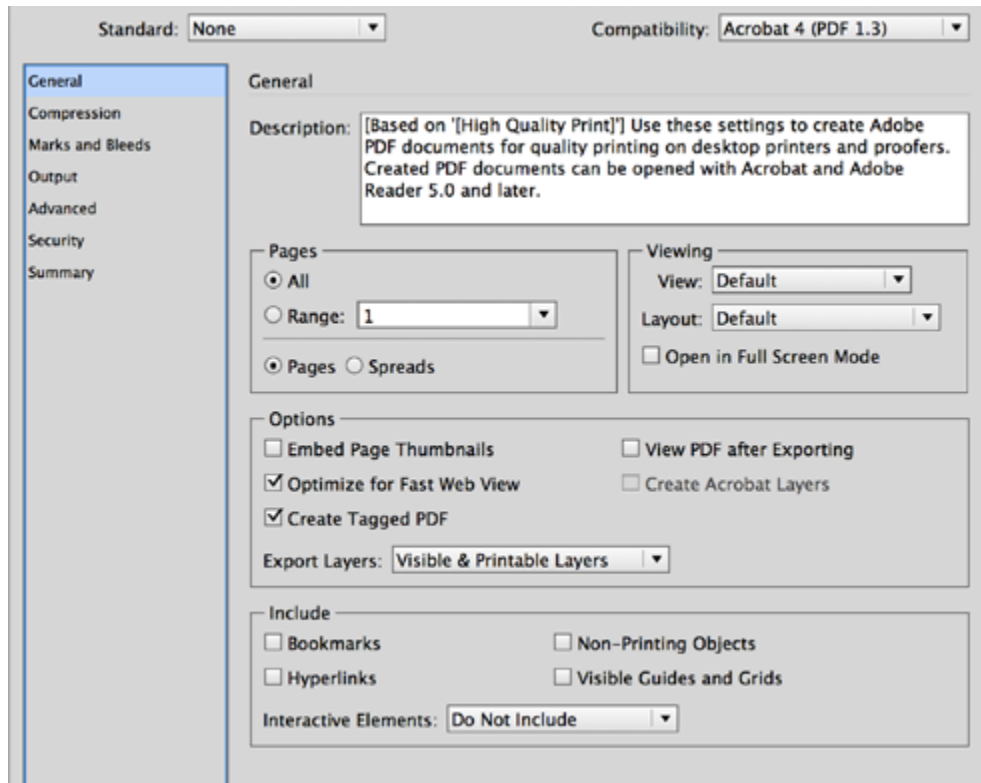 Standard: None Compatibility: Acrobat 4 (PDF 1.3)
General
Compression
Marks and Bleeds
Output
Advanced
Security
Summary
General
Description: [Based on '[High Quality Print]'] Use these settings to create Adobe
PDF documents for quality printing on desktop printers and proofers.
Created PDF documents can be opened with Acrobat and Adobe
Reader 5.0 and later.
Pages
All
Range: 1
Pages Spreads
Viewing
View: Default
Layout: Default
Open in Full Screen Mode
Options
Embed Page Thumbnails View PDF after Exporting
Optimize for Fast Web View Create Acrobat Layers
Create Tagged PDF
Export Layers: Visible & Printable Layers
Include
Bookmarks Non-Printing Objects
Hyperlinks Visible Guides and Grids
Interactive Elements: Do Not Include